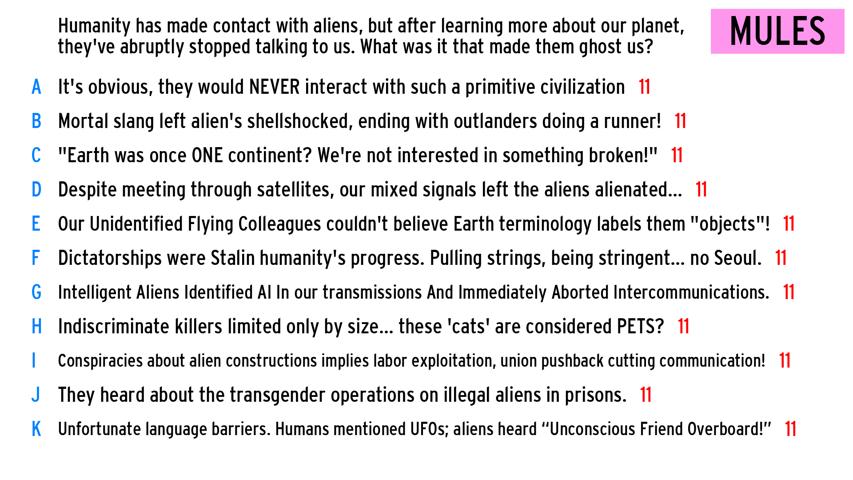 Humanity has made contact with aliens, but after learning more about our planet,
they've abruptly stopped talking to us. What was it that made them ghost us?
MULES
A It's obvious, they would NEVER interact with such a primitive civilization 11
B Mortal slang left alien's shellshocked, ending with outlanders doing a runner! 11
C "Earth was once ONE continent? We're not interested in something broken!" 11
D Despite meeting through satellites, our mixed signals left the aliens alienated... 11
E Our Unidentified Flying Colleagues couldn't believe Earth terminology labels them "objects"! 11
F Dictatorships were Stalin humanity's progress. Pulling strings, being stringent... no Seoul. 11
G Intelligent Aliens Identified AI In our transmissions And Immediately Aborted Intercommunications. 11
H Indiscriminate killers limited only by size... these 'cats' are considered PETS? 11
I Conspiracies about alien constructions implies labor exploitation, union pushback cutting communication! 11
J They heard about the transgender operations on illegal aliens in prisons. 11
K Unfortunate language barriers. Humans mentioned UFOs; aliens heard “Unconscious Friend Overboard!” 11